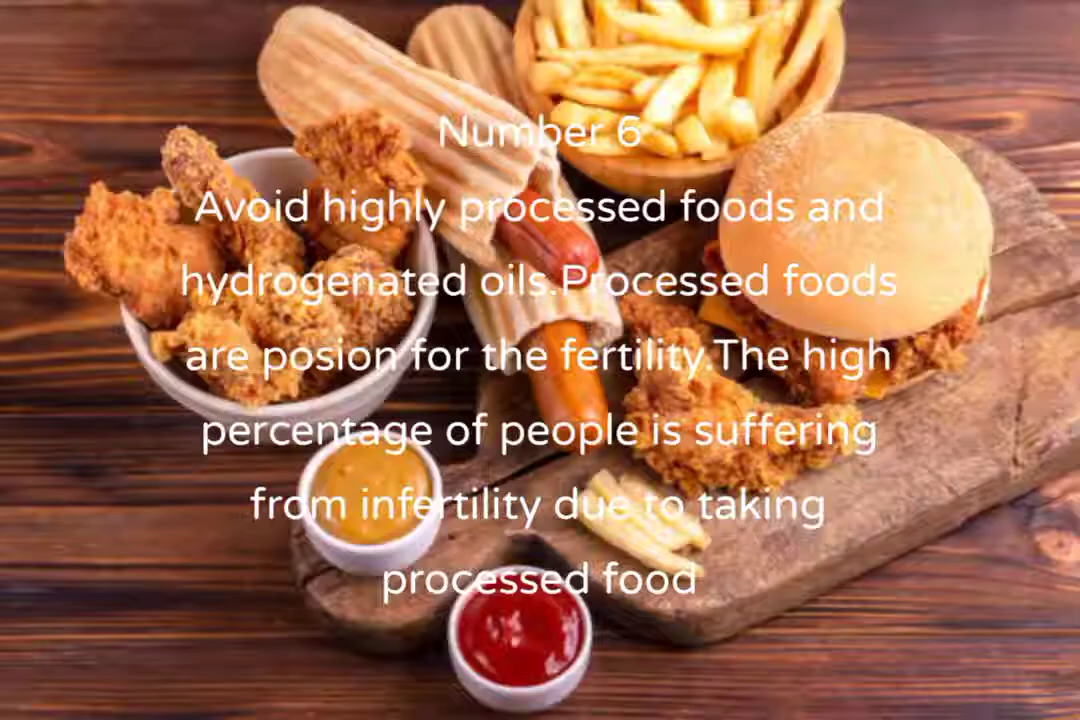 Number 6
Avoid highly processed foods and
hydrogenated oils.Processed foods
are posion for the fertility.The high
percentage of people is suffering
from infertility due to taking
processed food